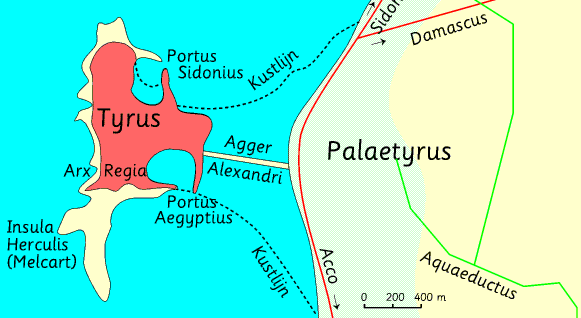 Portus
Sidonius
Kustlijn
Sidon
Damascus
Tyrus
Agger
Alexandri
Palaetyrus
Arx Regia
Portus
Aegyptius
Insula
Herculis
(Melcart)
Kustlijn
Acco
Aquaeductus
0 200 400 m